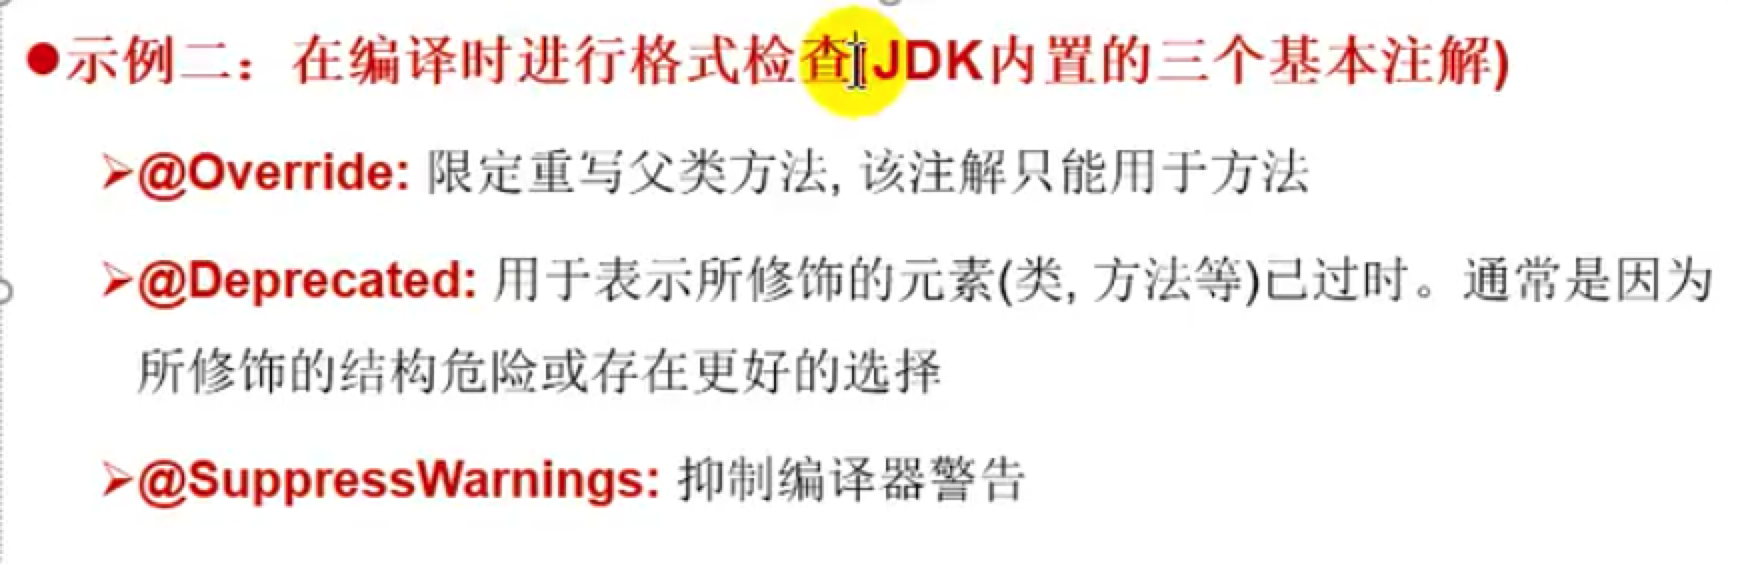 ●示例二：在编译时进行格式检查(JDK内置的三个基本注解)
➢@Override: 限定重写父类方法, 该注解只能用于方法
➢@Deprecated: 用于表示所修饰的元素(类, 方法等)已过时。通常是因为
所修饰的结构危险或存在更好的选择
➢@SuppressWarnings: 抑制编译器警告